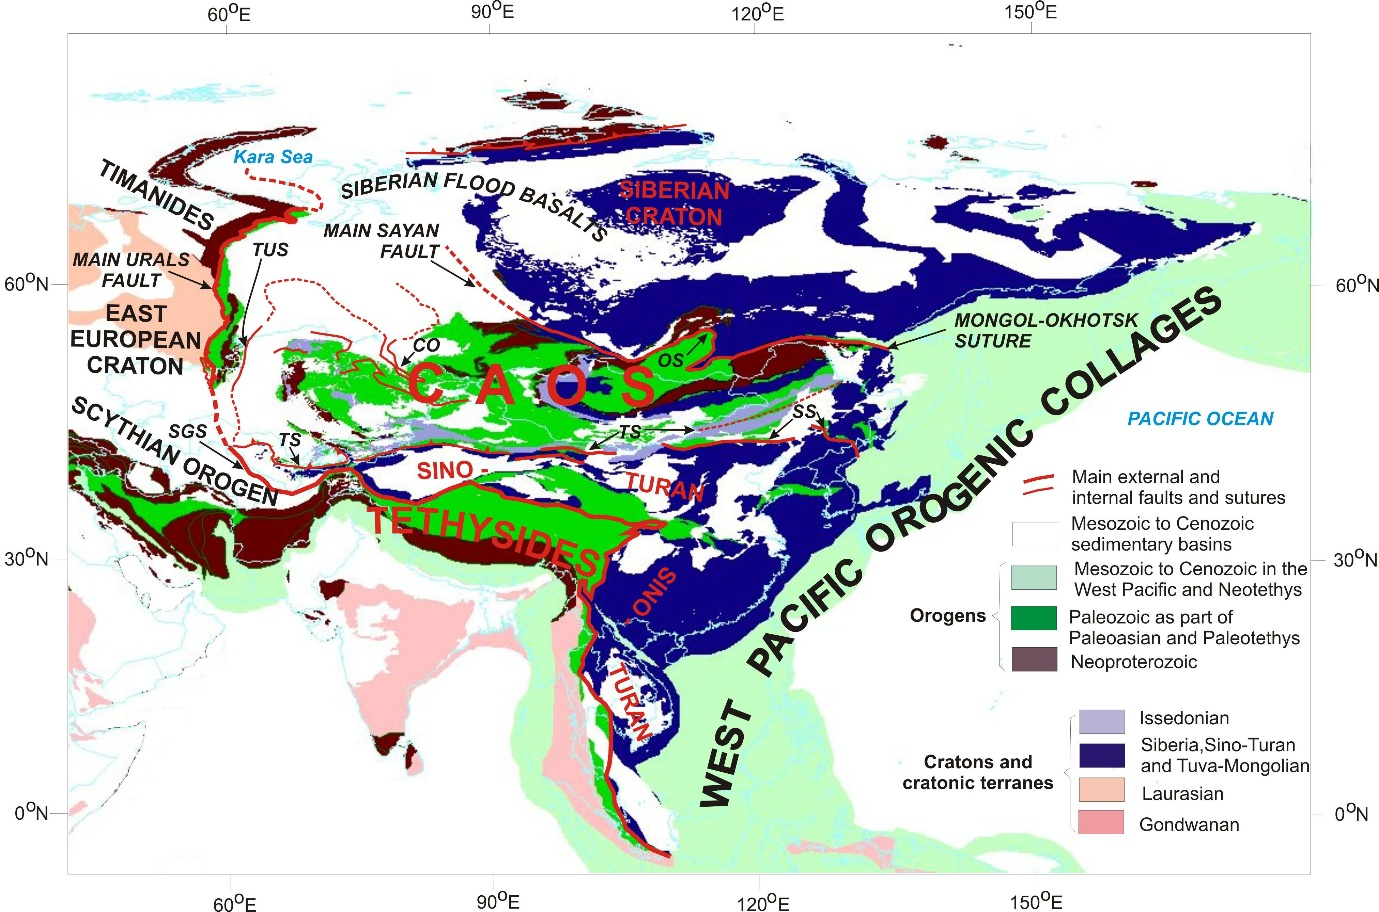 60°E
90°E
120°E
150°E
Kara Sea
TIMANIDES
SIBERIAN FLOOD BASALTS
SIBERIAN
CRATON
MAIN SAYAN
FAULT
TUS
MAIN URALS
FAULT
60°N
60°N
EAST
EUROPEAN
CRATON
CO
OS
MONGOL-OKHOTSK
SUTURE
CAOS
SCYTHIAN OROGEN
SGS
TS
TS
SS
PACIFIC OCEAN
SINO -
TURAN
TETHYSIDES
30°N
30°N
SINO
TURAN
WEST PACIFIC OROGENIC COLLAGES
Main external and
internal faults and sutures
Mesozoic to Cenozoic
sedimentary basins
Orogens
Mesozoic to Cenozoic in the
West Pacific and Neotethys
Paleozoic as part of
Paleoasian and Paleotethys
Neoproterozoic
Cratons and
cratonic terranes
Issedonian
Siberia,Sino-Turan
and Tuva-Mongolian
Laurasian
Gondwanan
0°N
0°N
60°E
90°E
120°E
150°E